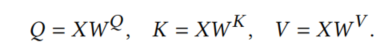 Q = XW^Q, K = XW^K, V = XW^V.